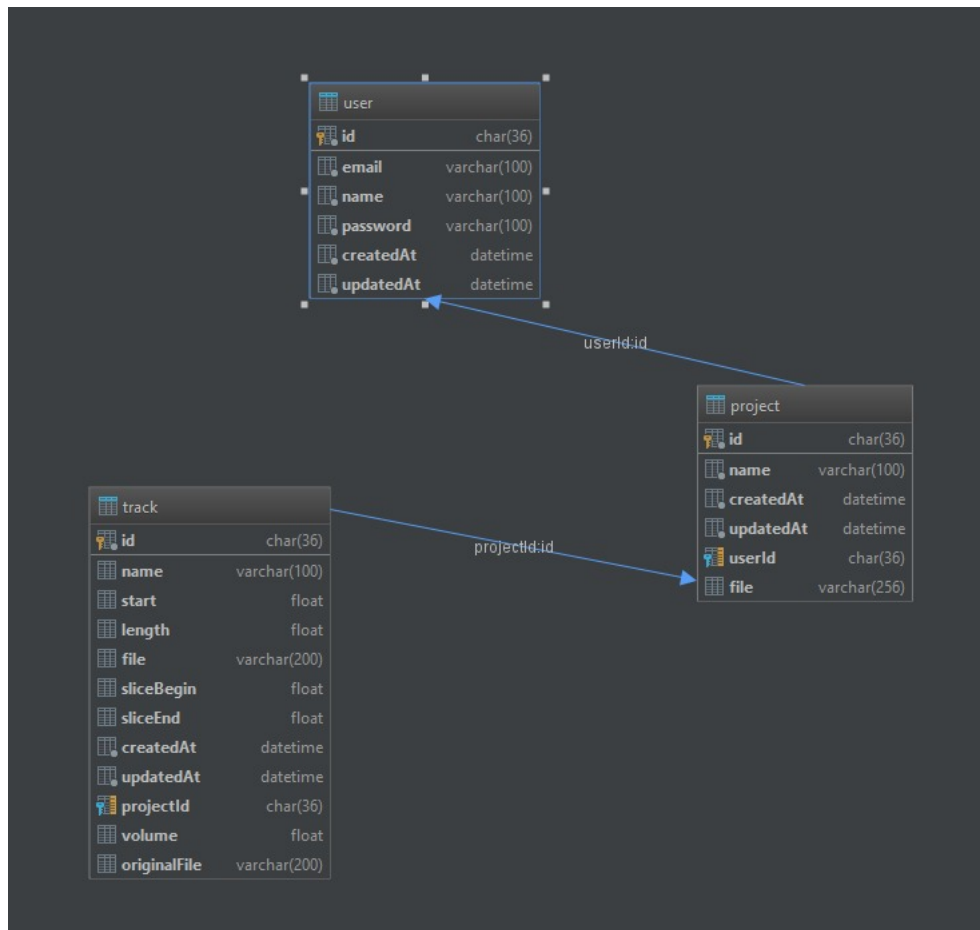 user
id char(36)
email varchar(100)
name varchar(100)
password varchar(100)
createdAt datetime
updatedAt datetime
userId:id
project
id char(36)
name varchar(100)
createdAt datetime
updatedAt datetime
userId char(36)
file varchar(256)
projectId:id
track
id char(36)
name varchar(100)
start float
length float
file varchar(200)
sliceBegin float
sliceEnd float
createdAt datetime
updatedAt datetime
projectId char(36)
volume float
originalFile varchar(200)